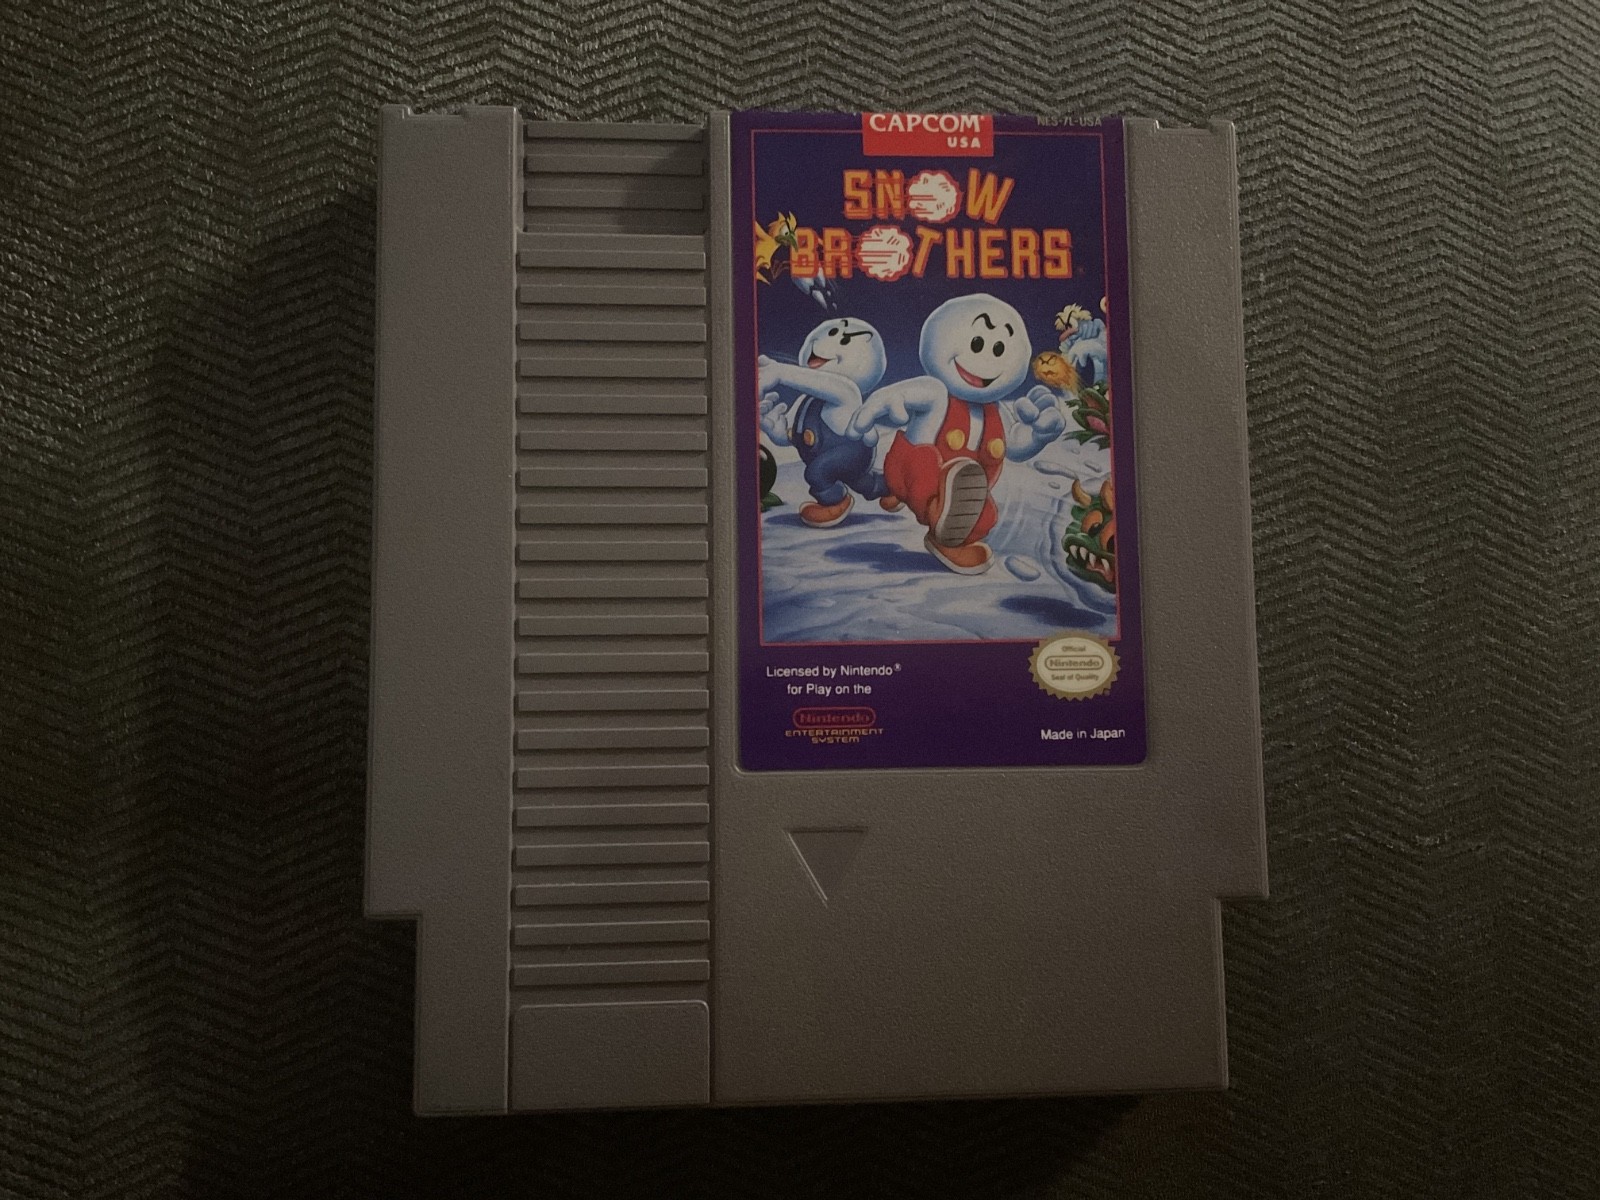 CAPCOM®
USA
NES-7L-USA
SNOW
BROTHERS
Licensed by Nintendo®
for Play on the
Nintendo
ENTERTAINMENT
SYSTEM
Official
Nintendo
Seal of Quality
Made in Japan